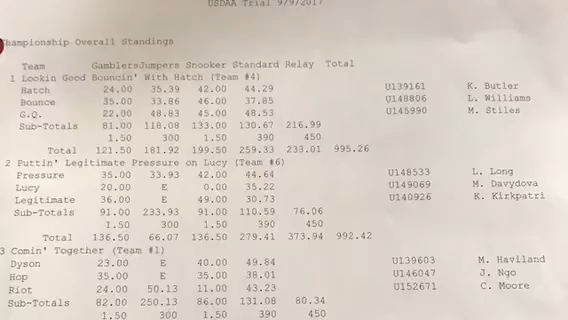 USDAA Trial 9/9/2017
Championship Overall Standings
Team Gamblers Jumpers Snooker Standard Relay Total
1 Lookin Good Bouncin' With Hatch (Team #4)
Hatch 24.00 35.39 42.00 44.29 U139161 K. Butler
Bounce 35.00 33.86 46.00 37.85 U148806 L. Williams
G.Q. 22.00 48.83 45.00 48.53 U145990 M. Stiles
Sub-Totals 81.00 118.08 133.00 130.67 216.99
1.50 300 1.50 390 450
Total 121.50 181.92 199.50 259.33 233.01 995.26
2 Puttin' Legitimate Pressure on Lucy (Team #6)
Pressure 35.00 33.93 42.00 44.64 U148533 L. Long
Lucy 20.00 E 0.00 35.22 U149069 M. Davydova
Legitimate 36.00 E 49.00 30.73 U140926 K. Kirkpatri
Sub-Totals 91.00 233.93 91.00 110.59 76.06
1.50 300 1.50 390 450
Total 136.50 66.07 136.50 279.41 373.94 992.42
3 Comin' Together (Team #1)
Dyson 23.00 E 40.00 49.84 U139603 M. Haviland
Hop 35.00 E 35.00 38.01 U146047 J. Ngo
Riot 24.00 50.13 11.00 43.23 U152671 C. Moore
Sub-Totals 82.00 250.13 86.00 131.08 80.34
1.50 300 1.50 390 450